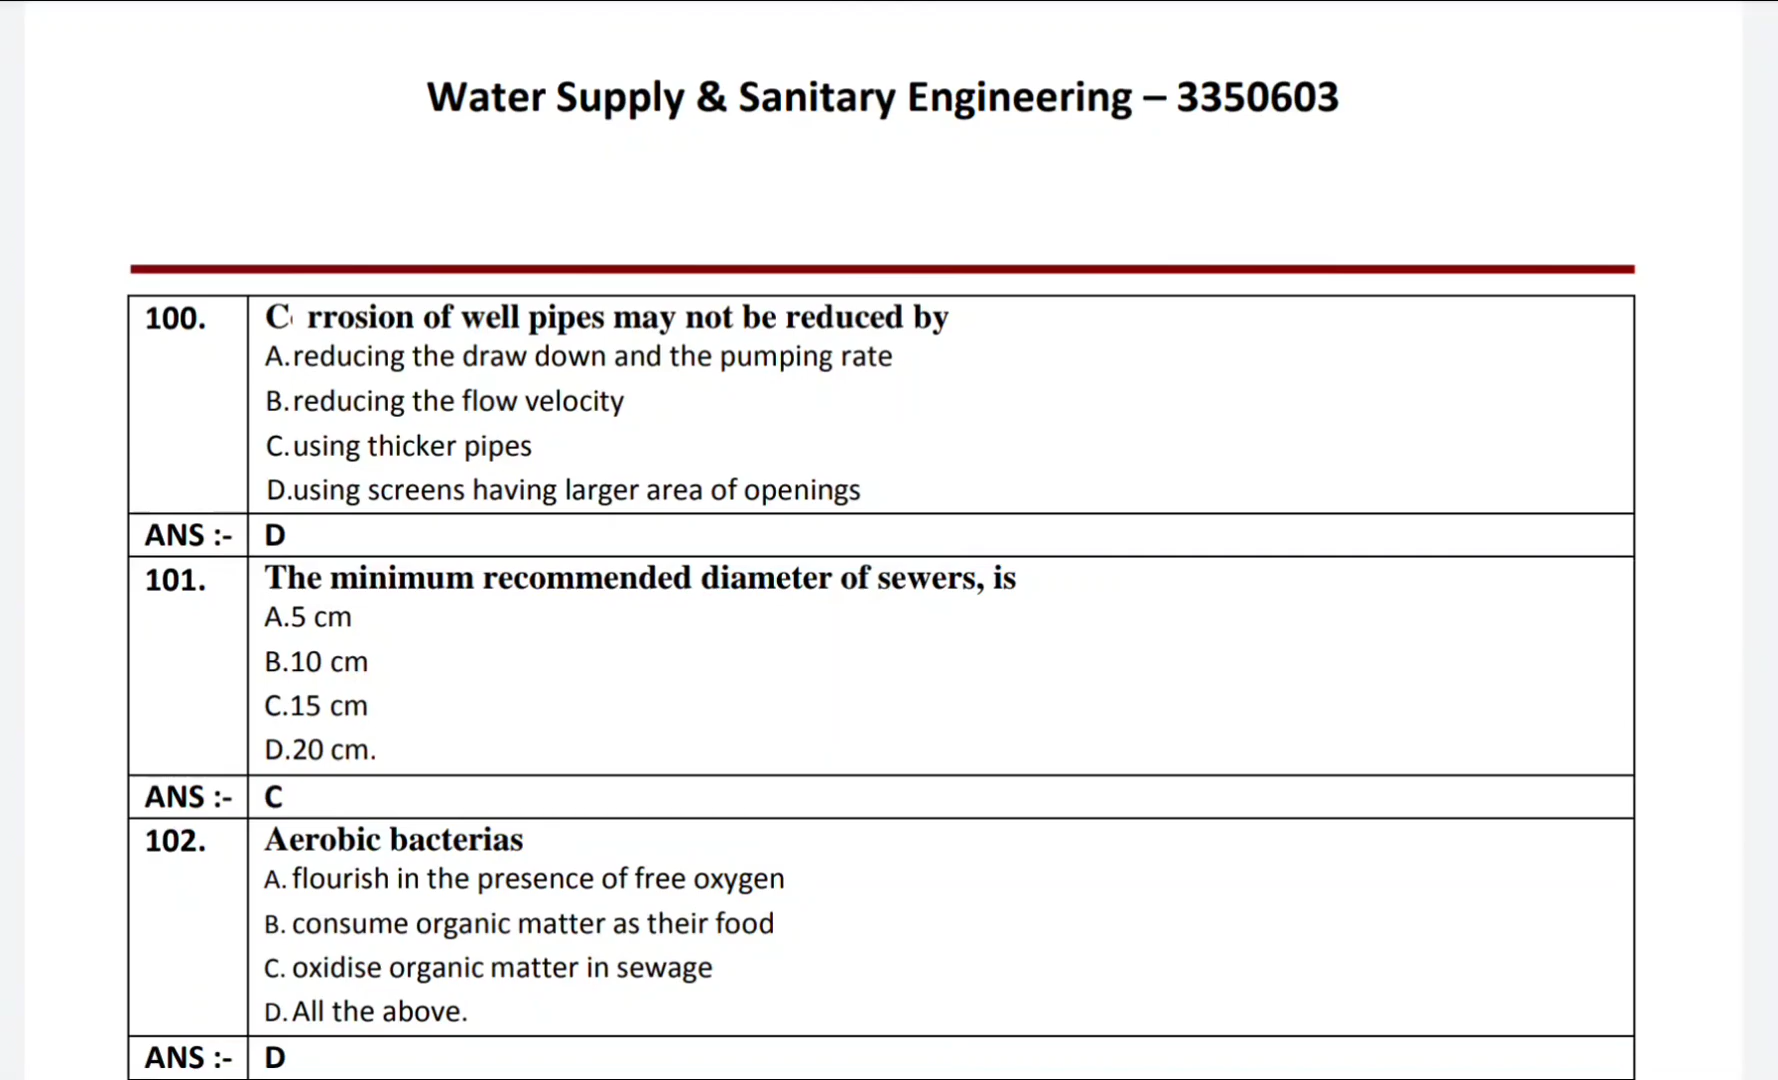 Water Supply & Sanitary Engineering – 3350603
100. C rrosion of well pipes may not be reduced by
A.reducing the draw down and the pumping rate
B.reducing the flow velocity
C.using thicker pipes
D.using screens having larger area of openings
ANS :- D
101. The minimum recommended diameter of sewers, is
A.5 cm
B.10 cm
C.15 cm
D.20 cm.
ANS :- C
102. Aerobic bacterias
A. flourish in the presence of free oxygen
B. consume organic matter as their food
C. oxidise organic matter in sewage
D. All the above.
ANS :- D